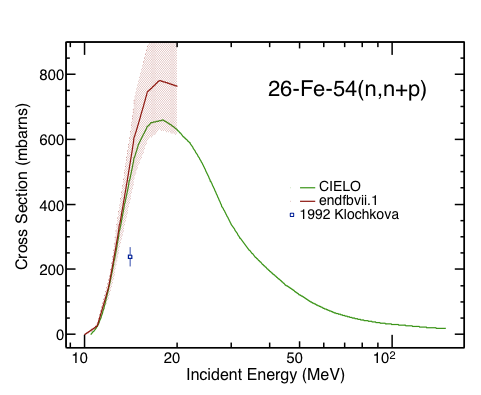 26-Fe-54(n,n+p)
CIELO
endfbvii.1
1992 Klochkova
Cross Section (mbarns)
800
600
400
200
0
10 20 50 10²
Incident Energy (MeV)